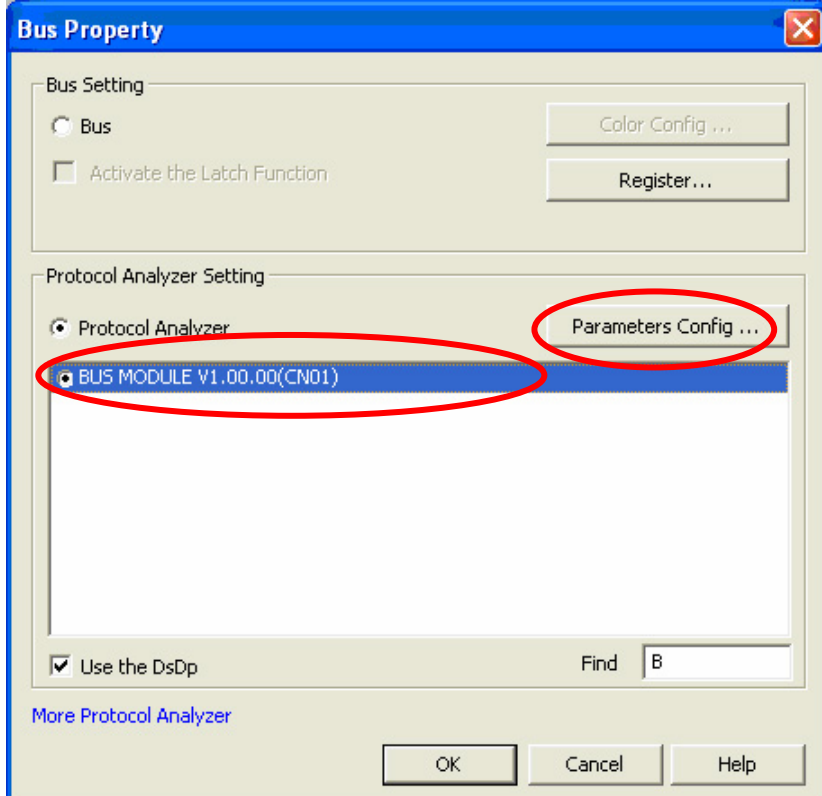 Bus Property
Bus Setting
Bus
Color Config ...
Activate the Latch Function
Register...
Protocol Analyzer Setting
Protocol Analyzer
Parameters Config ...
BUS MODULE V1.00.00(CN01)
Use the DsDp
Find
B
More Protocol Analyzer
OK
Cancel
Help